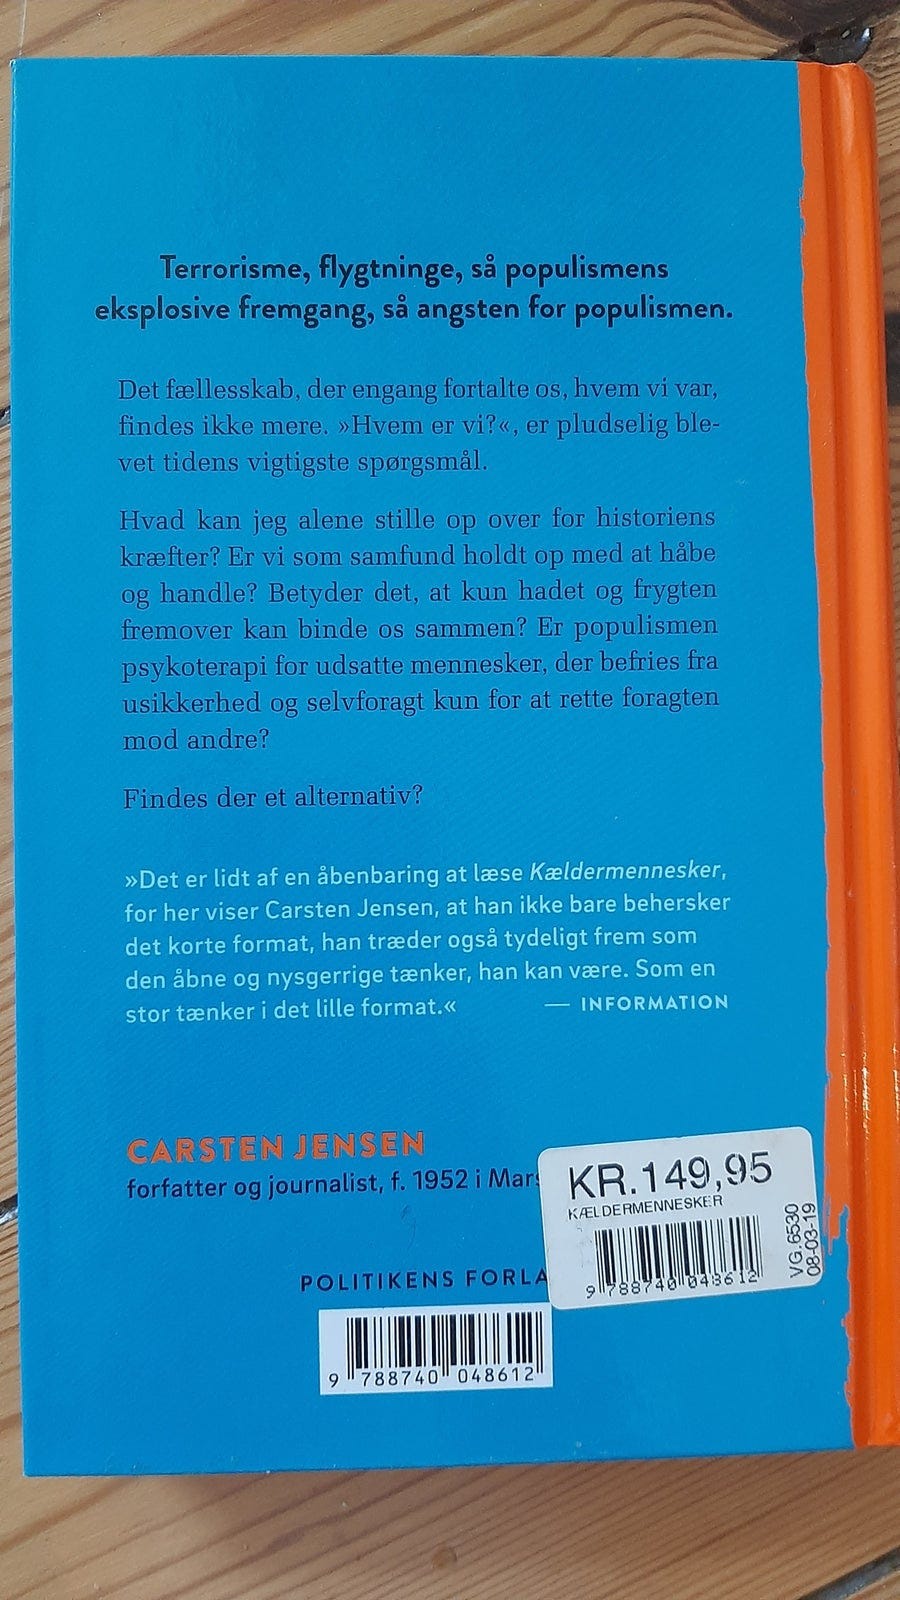 Terrorisme, flygtninge, så populismens
eksplosive fremgang, så angsten for populismen.
Det fællesskab, der engang fortalte os, hvem vi var,
findes ikke mere. »Hvem er vi?«, er pludselig ble-
vet tidens vigtigste spørgsmål.
Hvad kan jeg alene stille op over for historiens
kræfter? Er vi som samfund holdt op med at håbe
og handle? Betyder det, at kun hadet og frygten
fremover kan binde os sammen? Er populismen
psykoterapi for udsatte mennesker, der befries fra
usikkerhed og selvforagt kun for at rette foragten
mod andre?
Findes der et alternativ?
»Det er lidt af en åbenbaring at læse Kældermennesker,
for her viser Carsten Jensen, at han ikke bare behersker
det korte format, han træder også tydeligt frem som
den åbne og nysgerrige tænker, han kan være. Som en
stor tænker i det lille format.«
— INFORMATION
CARSTEN JENSEN
forfatter og journalist, f. 1952 i Mars
KR.149,95
KÆLDERMENNESKER
9 788740 048612
VG.6530
08-03-19
POLITIKENS FORLA
9 788740 048612